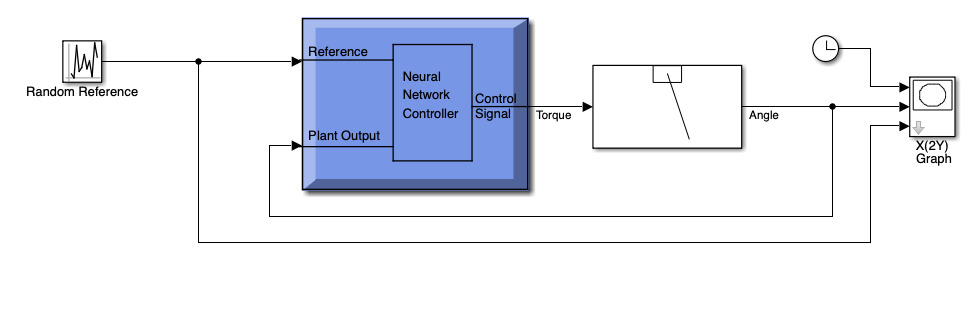 Random Reference
Reference
Plant Output
Neural
Network
Controller
Control
Signal
Torque
Angle
X(2Y)
Graph